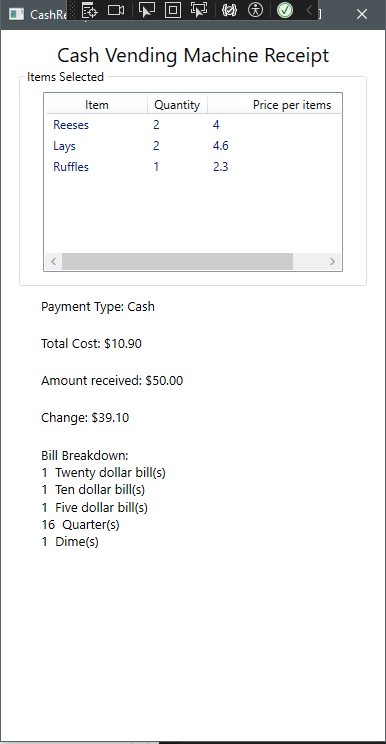 CashRe
Cash Vending Machine Receipt
Items Selected
Item Quantity Price per items
Reeses 2 4
Lays 2 4.6
Ruffles 1 2.3
Payment Type: Cash
Total Cost: $10.90
Amount received: $50.00
Change: $39.10
Bill Breakdown:
1 Twenty dollar bill(s)
1 Ten dollar bill(s)
1 Five dollar bill(s)
16 Quarter(s)
1 Dime(s)